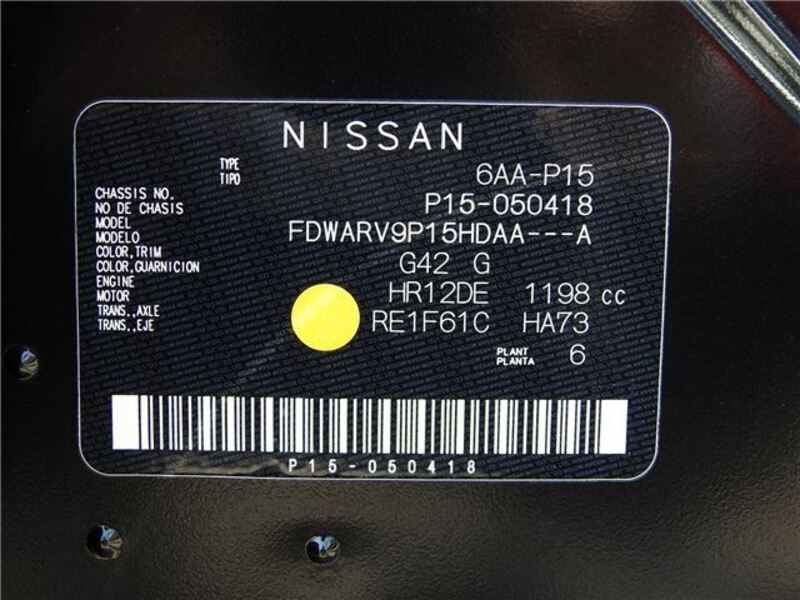 NISSAN
TYPE
TIPO 6AA-P15
CHASSIS NO.
NO DE CHASIS P15-050418
MODEL
MODELO FDWARV9P15HDAA---A
COLOR,TRIM
COLOR,GUARNICION G42 G
ENGINE
MOTOR HR12DE 1198 cc
TRANS.,AXLE
TRANS.,EJE RE1F61C HA73
PLANT
PLANTA 6
P15-050418